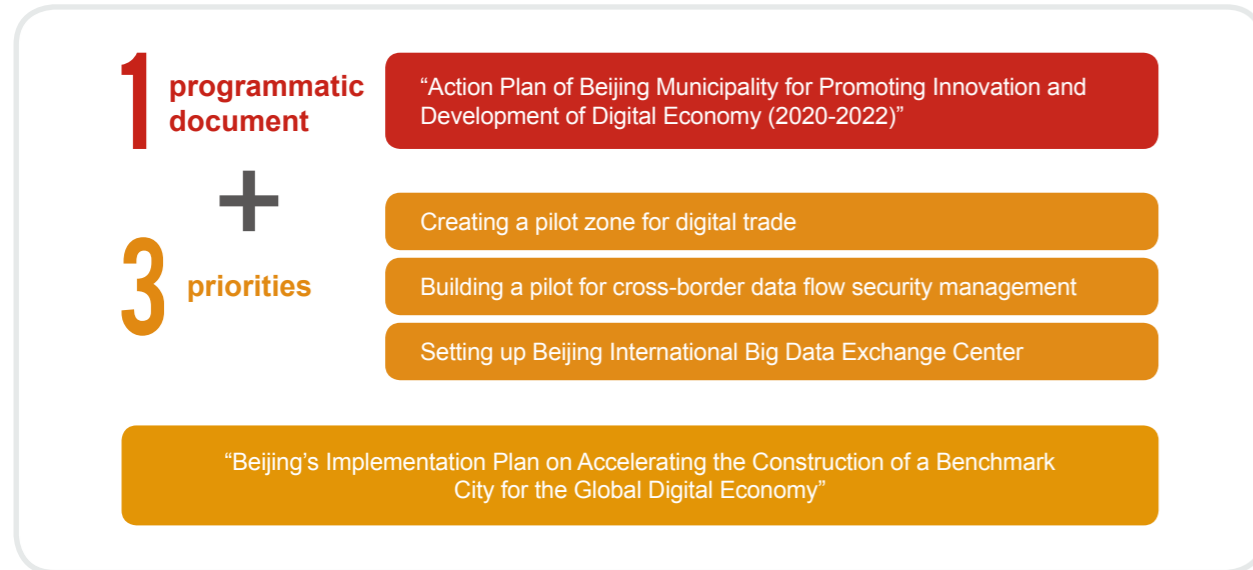 1 programmatic
document
“Action Plan of Beijing Municipality for Promoting Innovation and
Development of Digital Economy (2020-2022)”
+
3 priorities
Creating a pilot zone for digital trade
Building a pilot for cross-border data flow security management
Setting up Beijing International Big Data Exchange Center
“Beijing’s Implementation Plan on Accelerating the Construction of a Benchmark
City for the Global Digital Economy”